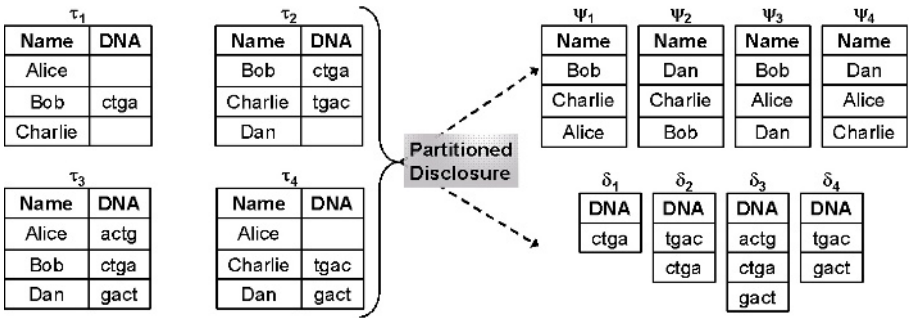 τ1
Name DNA
Alice
Bob ctga
Charlie
τ2
Name DNA
Bob ctga
Charlie tgac
Dan
τ3
Name DNA
Alice actg
Bob ctga
Dan gact
τ4
Name DNA
Alice
Charlie tgac
Dan gact
Partitioned
Disclosure
Ψ1
Name
Bob
Charlie
Alice
Ψ2
Name
Dan
Charlie
Bob
Ψ3
Name
Bob
Alice
Dan
Ψ4
Name
Dan
Alice
Charlie
δ1
DNA
ctga
δ2
DNA
tgac
ctga
δ3
DNA
actg
ctga
gact
δ4
DNA
tgac
gact